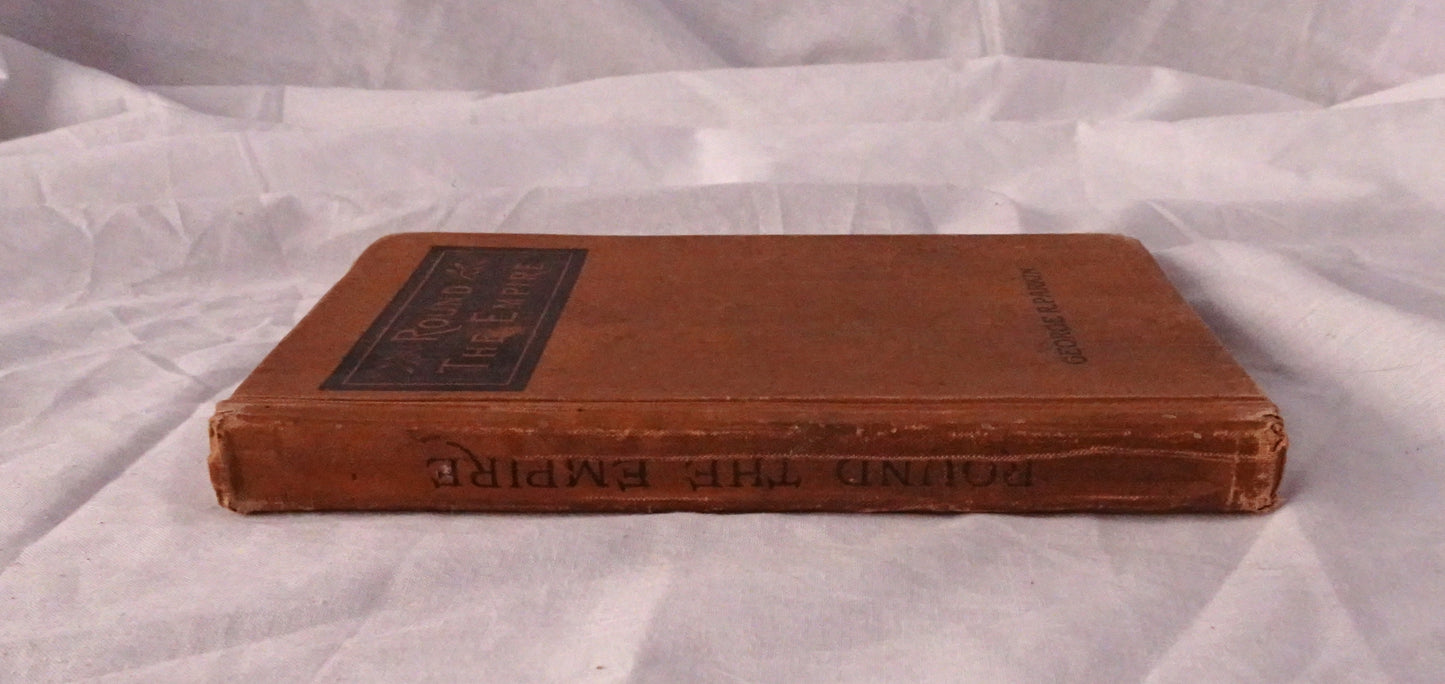 ROUND
THE EMPIRE
GEORGE R. PARKIN
ROUND THE EMPIRE